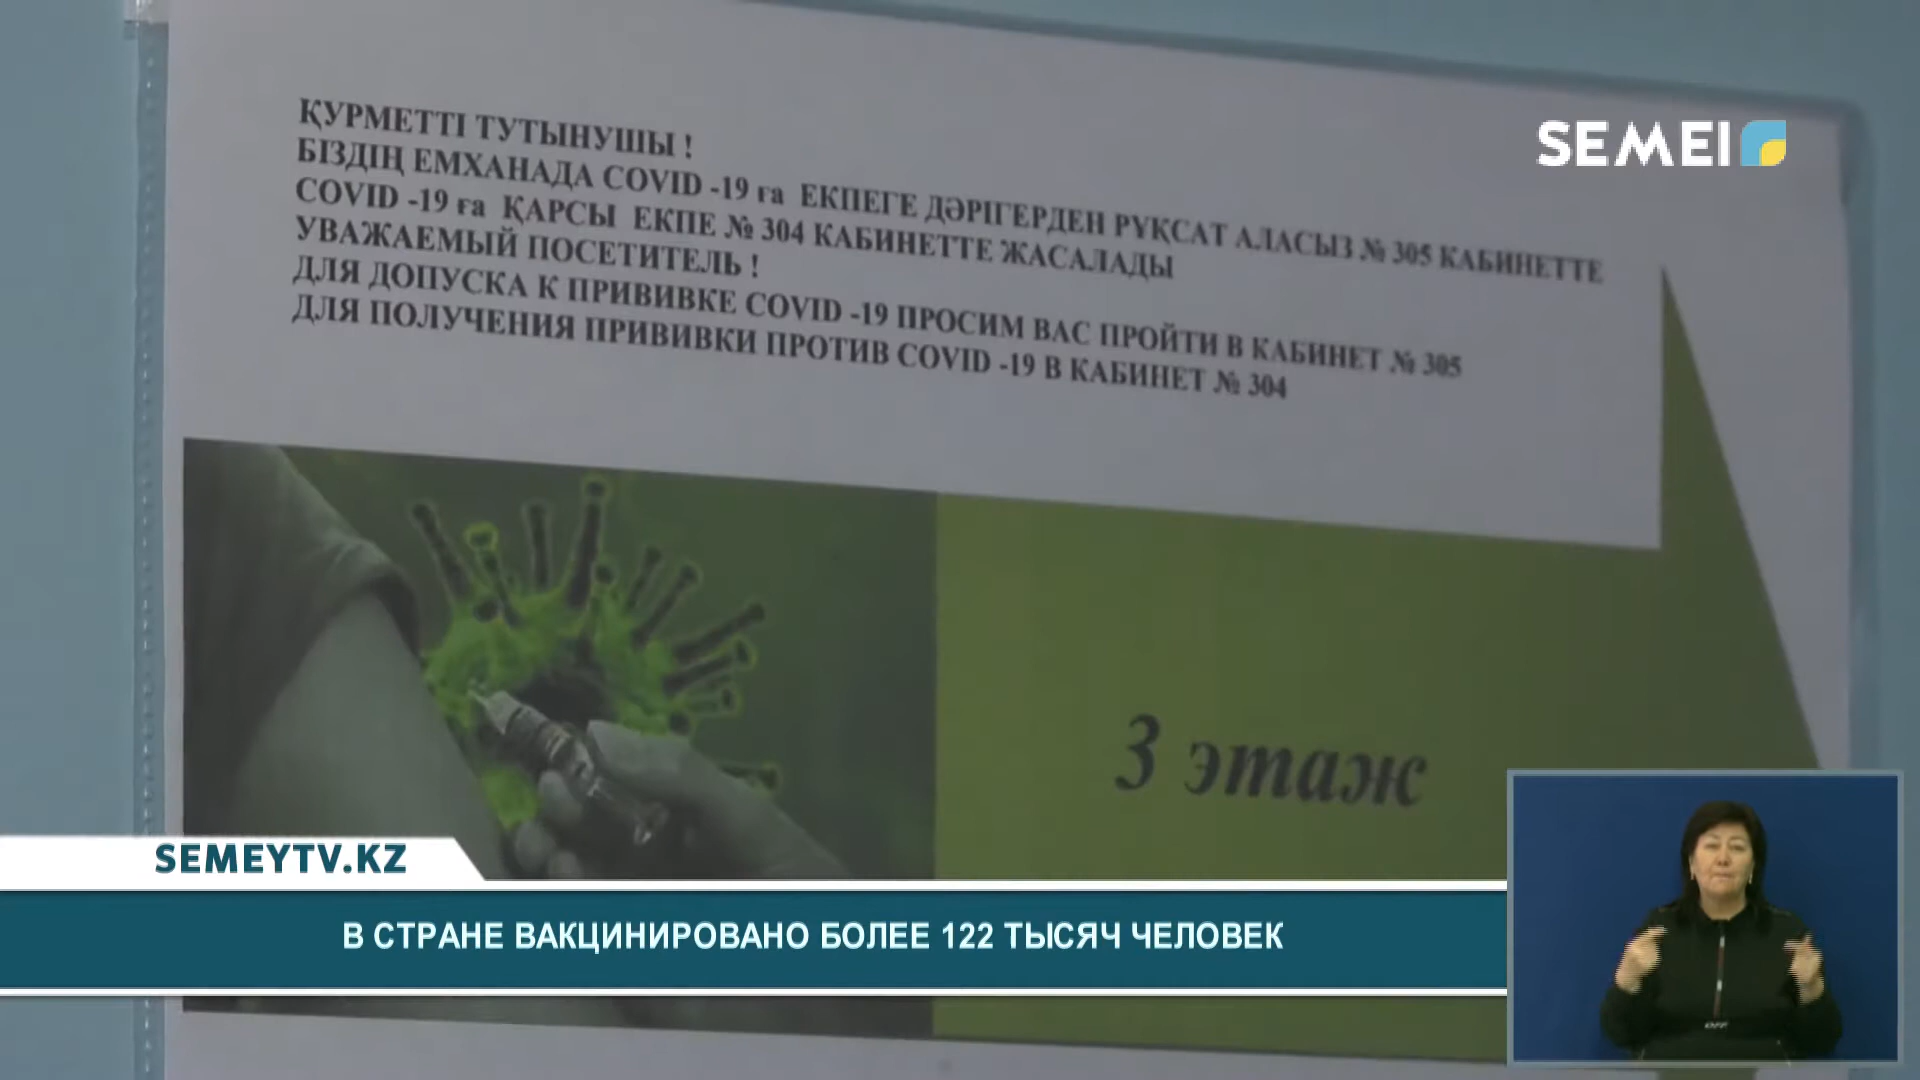 ҚУРМЕТТІ ТУТЫНУШЫ !
БІЗДІҢ ЕМХАНАДА COVID -19 ға ЕКПЕГЕ ДӘРІГЕРДЕН РҰҚСАТ АЛАСЫЗ № 305 КАБИНЕТТЕ
COVID -19 ға ҚАРСЫ ЕКПЕ № 304 КАБИНЕТТЕ ЖАСАЛАДЫ
УВАЖАЕМЫЙ ПОСЕТИТЕЛЬ !
ДЛЯ ДОПУСКА К ПРИВИВКЕ COVID -19 ПРОСИМ ВАС ПРОЙТИ В КАБИНЕТ № 305
ДЛЯ ПОЛУЧЕНИЯ ПРИВИВКИ ПРОТИВ COVID -19 В КАБИНЕТ № 304
SEMEI
3 этаж
SEMEYTV.KZ
В СТРАНЕ ВАКЦИНИРОВАНО БОЛЕЕ 122 ТЫСЯЧ ЧЕЛОВЕК